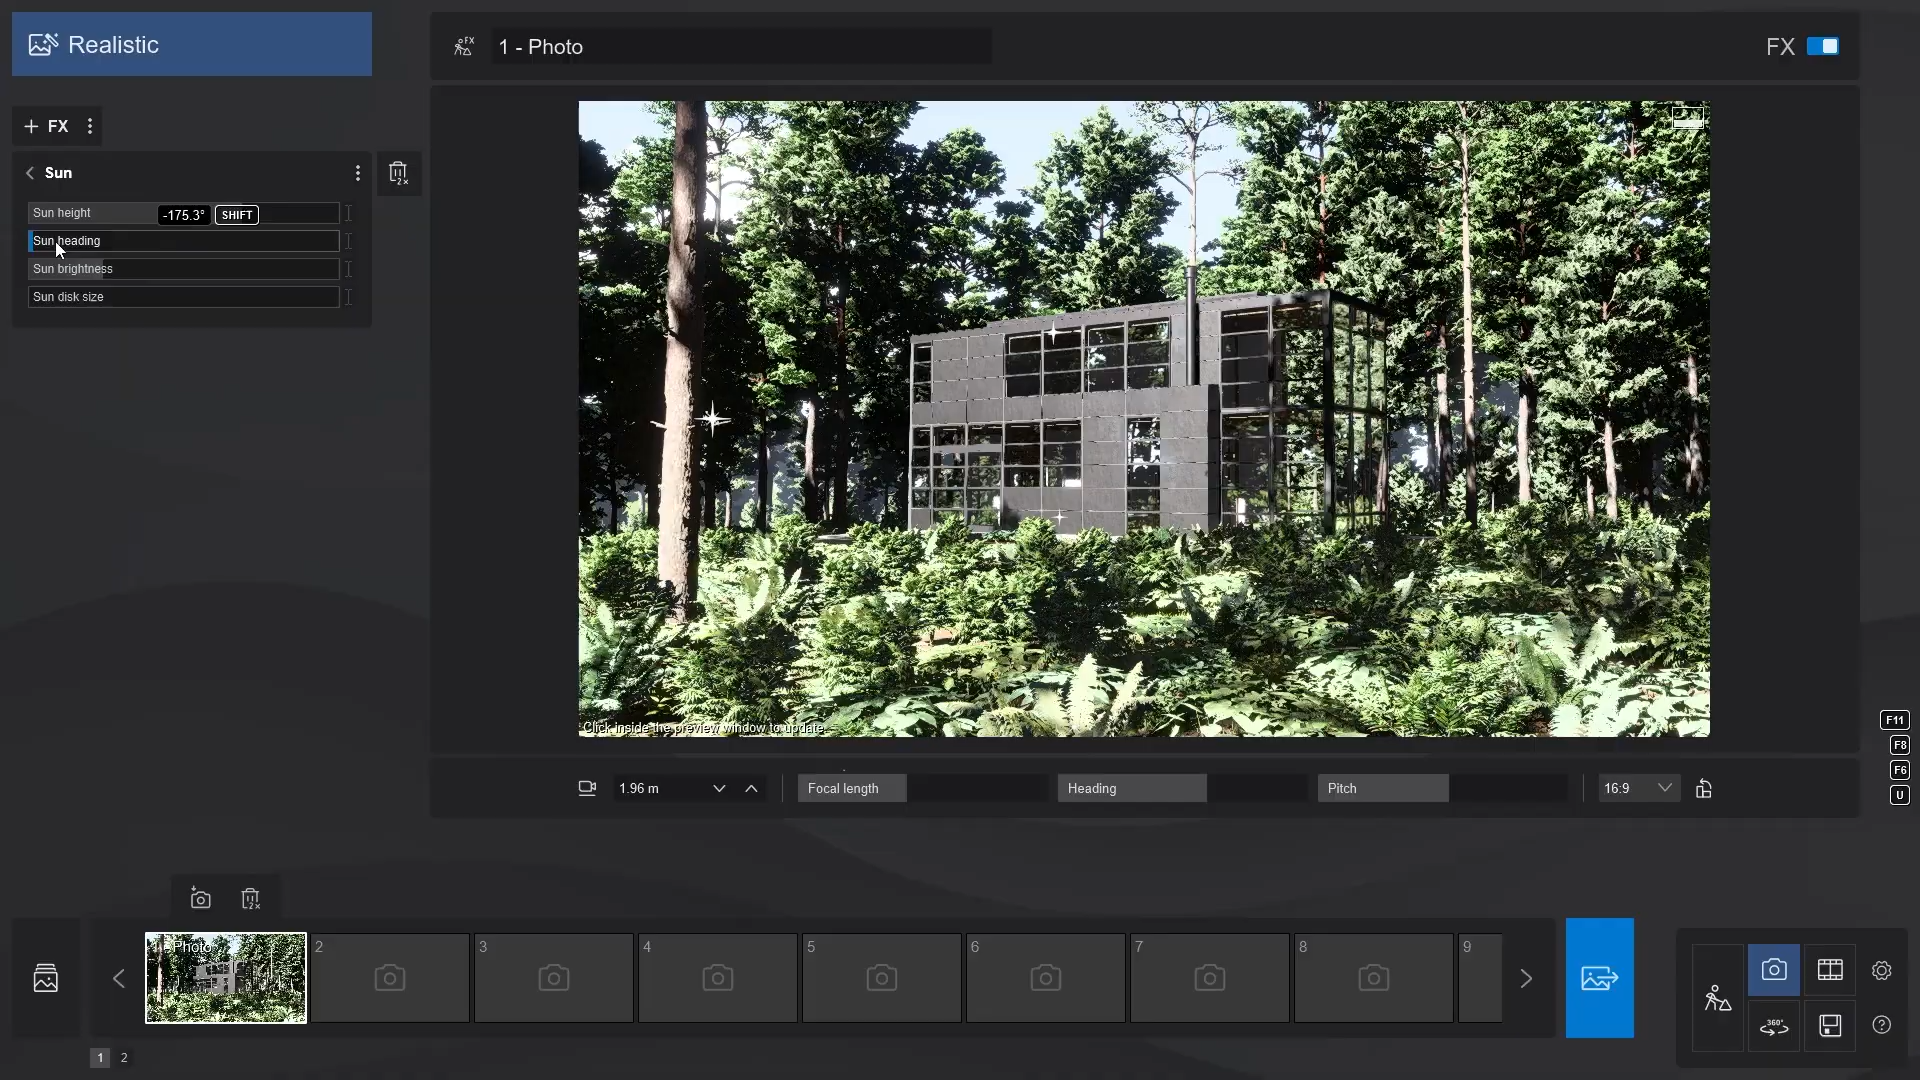 Realistic
1 - Photo
FX
FX
Sun
Sun height
-175.3°
SHIFT
Sun heading
Sun brightness
Sun disk size
Click inside the preview window to update
F11
F8
F6
U
1.96 m
Focal length
Heading
Pitch
16:9
- Photo
2
3
4
5
6
7
8
9
360°
1
2